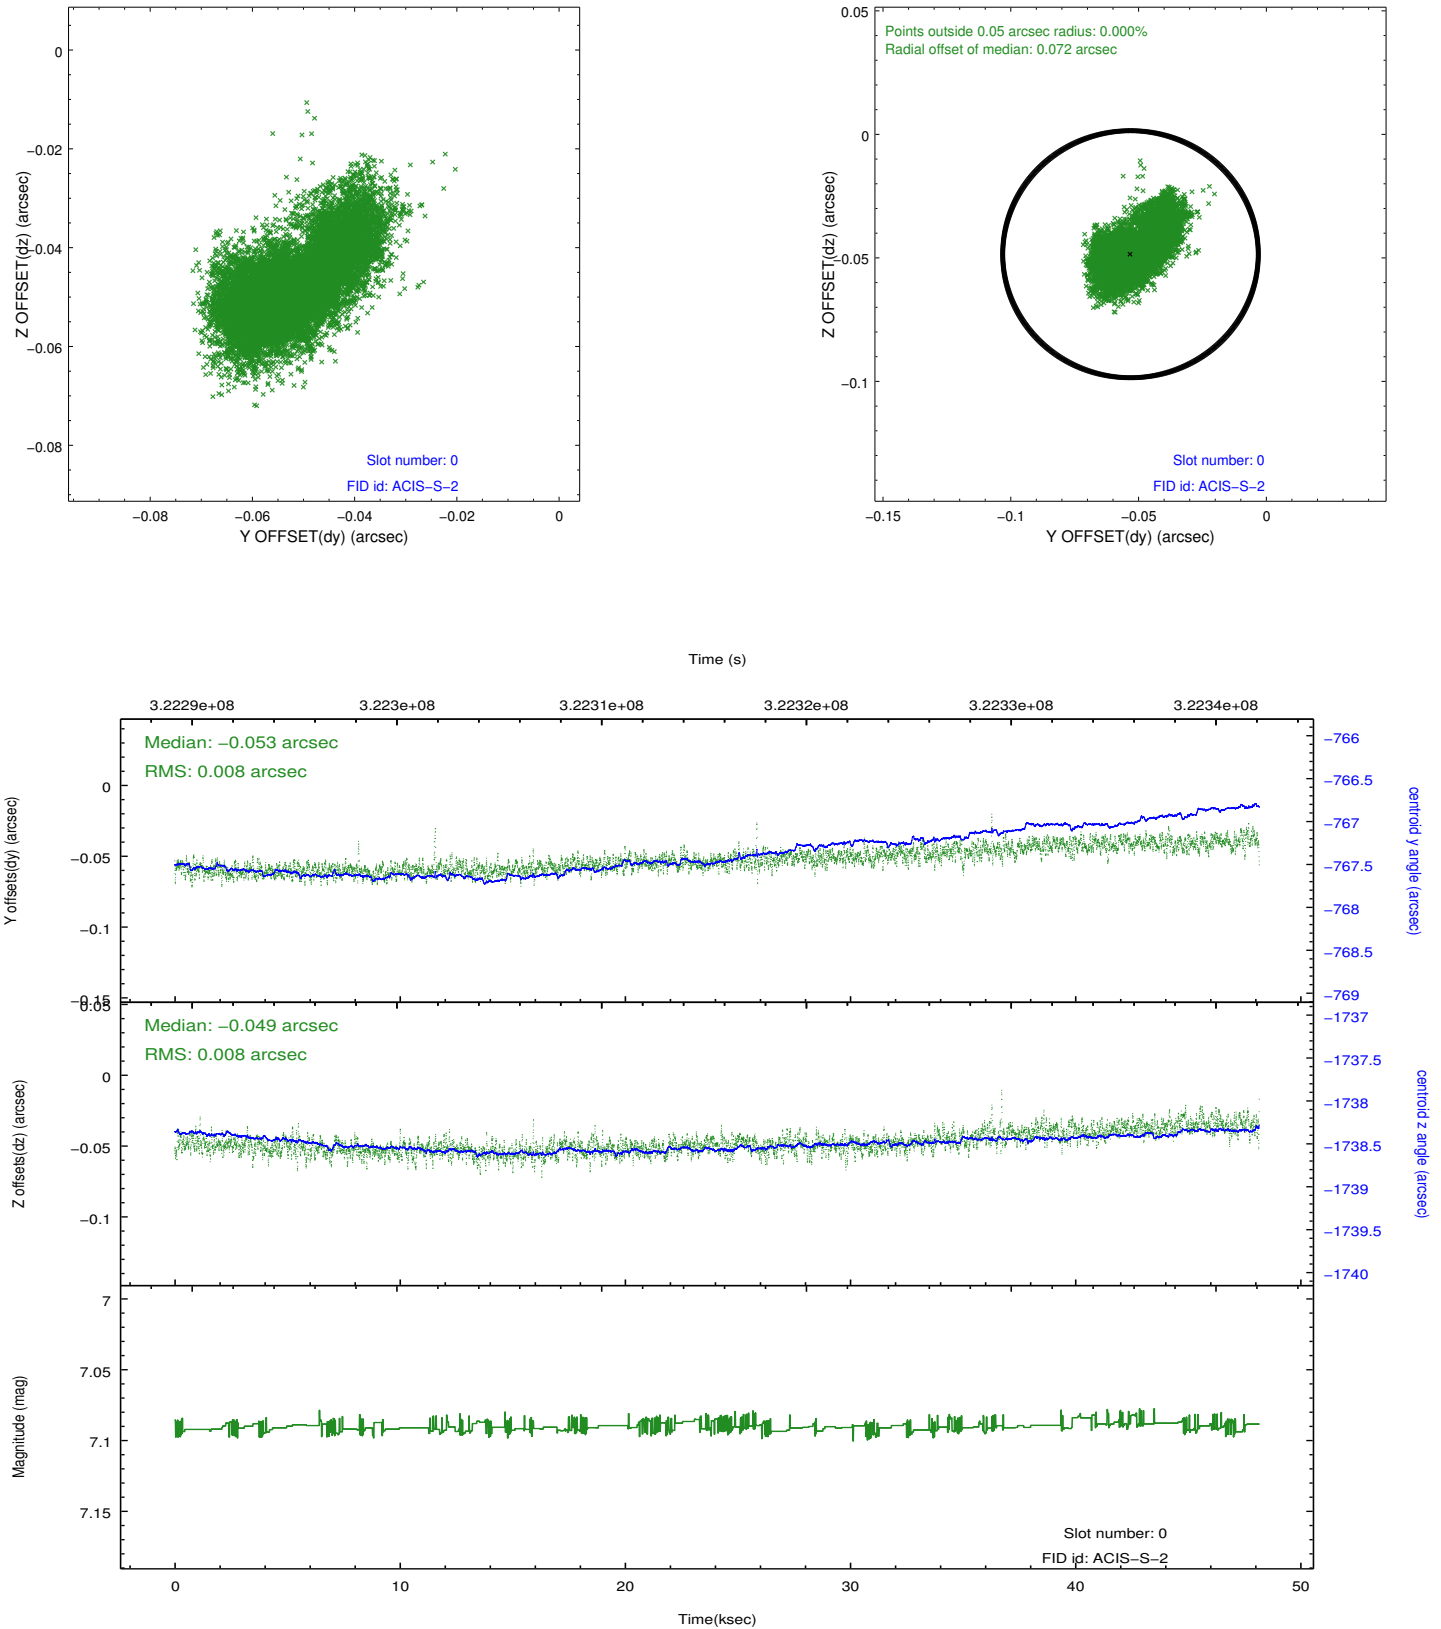 0
−0.02
−0.04
−0.06
−0.08
Z OFFSET(dz) (arcsec)
Slot number: 0
FID id: ACIS−S−2
−0.08
−0.06
−0.04
−0.02
0
Y OFFSET(dy) (arcsec)
0.05
0
−0.05
−0.1
Z OFFSET(dz) (arcsec)
Points outside 0.05 arcsec radius: 0.000%
Radial offset of median: 0.072 arcsec
Slot number: 0
FID id: ACIS−S−2
−0.15
−0.1
−0.05
0
Y OFFSET(dy) (arcsec)
Time (s)
3.2229e+08
3.223e+08
3.2231e+08
3.2232e+08
3.2233e+08
3.2234e+08
Median: −0.053 arcsec
RMS: 0.008 arcsec
0
−0.05
−0.1
−0.15
Y offsets(dy) (arcsec)
−766
−766.5
−767
−767.5
−768
−768.5
−769
centroid y angle (arcsec)
Median: −0.049 arcsec
RMS: 0.008 arcsec
0.05
0
−0.05
−0.1
Z offsets(dz) (arcsec)
−1737
−1737.5
−1738
−1738.5
−1739
−1739.5
−1740
centroid z angle (arcsec)
7
7.05
7.1
7.15
Magnitude (mag)
Slot number: 0
FID id: ACIS−S−2
0
10
20
30
40
50
Time(ksec)